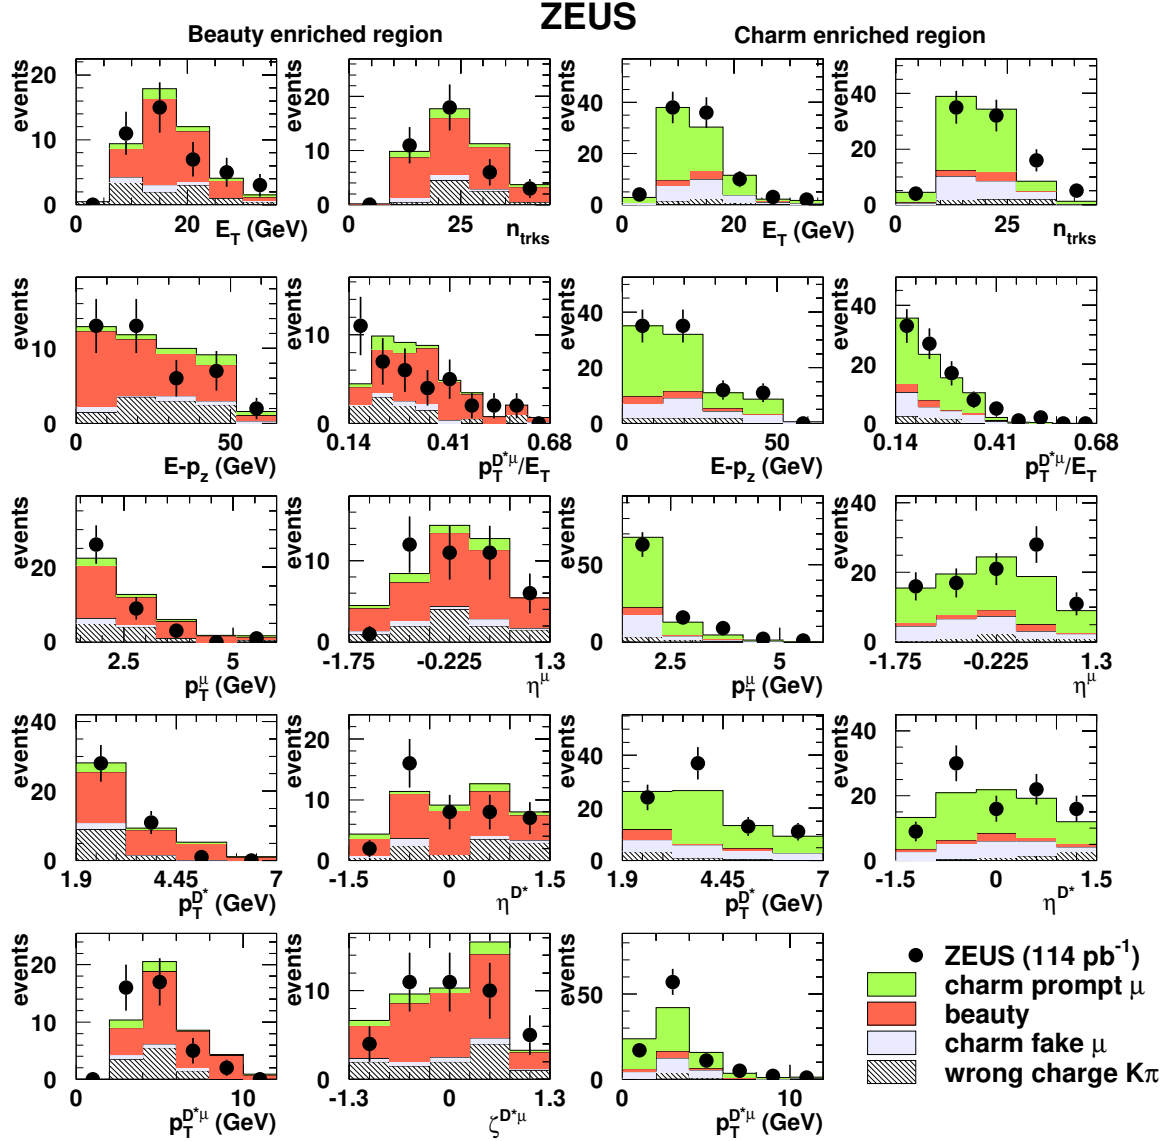 ZEUS
Beauty enriched region
Charm enriched region
events
20
10
0
0
20
E_T (GeV)
events
20
10
0
0
25
n_trks
events
40
20
0
0
20
E_T (GeV)
events
40
20
0
0
25
n_trks
events
10
0
0
50
E-p_z (GeV)
events
10
0
0.14
0.41
0.68
p_T^{D*μ}/E_T
events
40
20
0
0
50
E-p_z (GeV)
events
40
20
0
0.14
0.41
0.68
p_T^{D*μ}/E_T
events
20
0
2.5
5
p_T^μ (GeV)
events
10
0
-1.75
-0.225
1.3
η^μ
events
50
0
2.5
5
p_T^μ (GeV)
events
40
20
0
-1.75
-0.225
1.3
η^μ
events
40
20
0
1.9
4.45
7
p_T^{D*} (GeV)
events
20
10
0
-1.5
0
1.5
η^{D*}
events
40
20
0
1.9
4.45
7
p_T^{D*} (GeV)
events
40
20
0
-1.5
0
1.5
η^{D*}
events
20
10
0
0
10
p_T^{D*μ} (GeV)
events
10
0
-1.3
0
1.3
ζ^{D*μ}
events
50
0
0
10
p_T^{D*μ} (GeV)
ZEUS (114 pb⁻¹)
charm prompt μ
beauty
charm fake μ
wrong charge Kπ